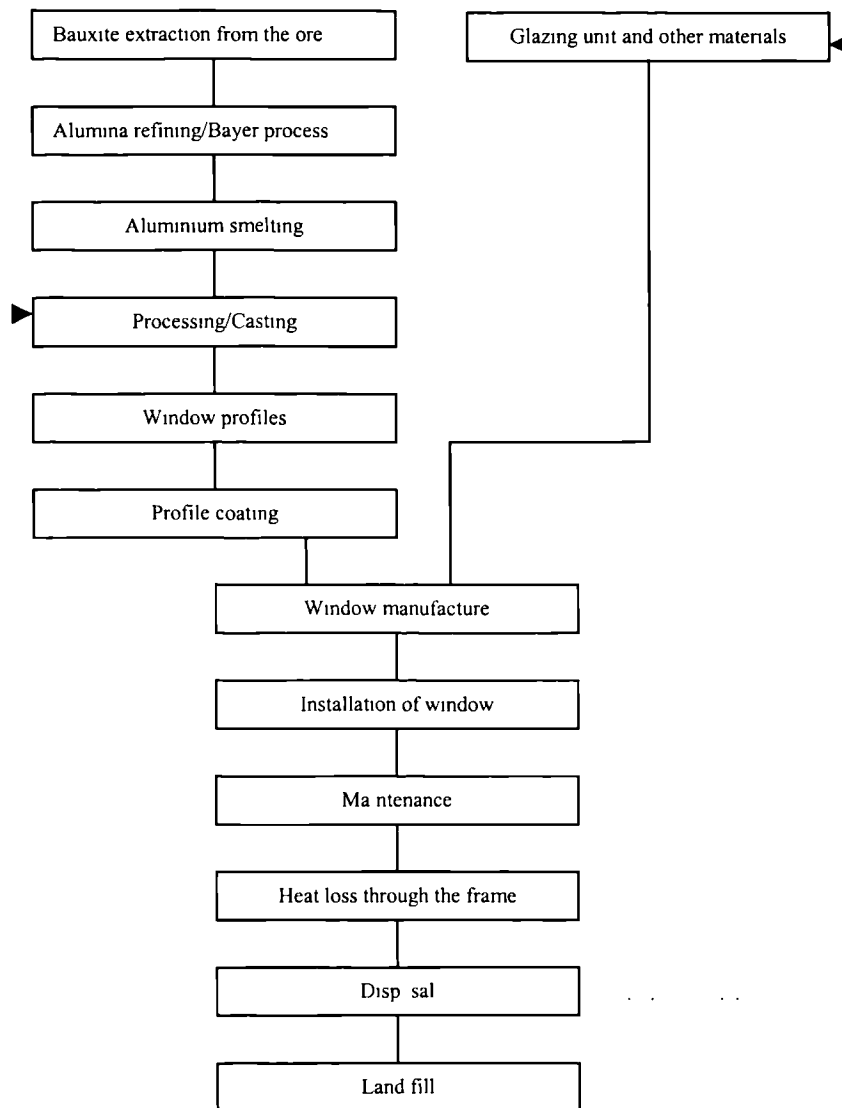 Bauxite extraction from the ore
Glazing unit and other materials
Alumina refining/Bayer process
Aluminium smelting
Processing/Casting
Window profiles
Profile coating
Window manufacture
Installation of window
Ma ntenance
Heat loss through the frame
Disp sal
Land fill